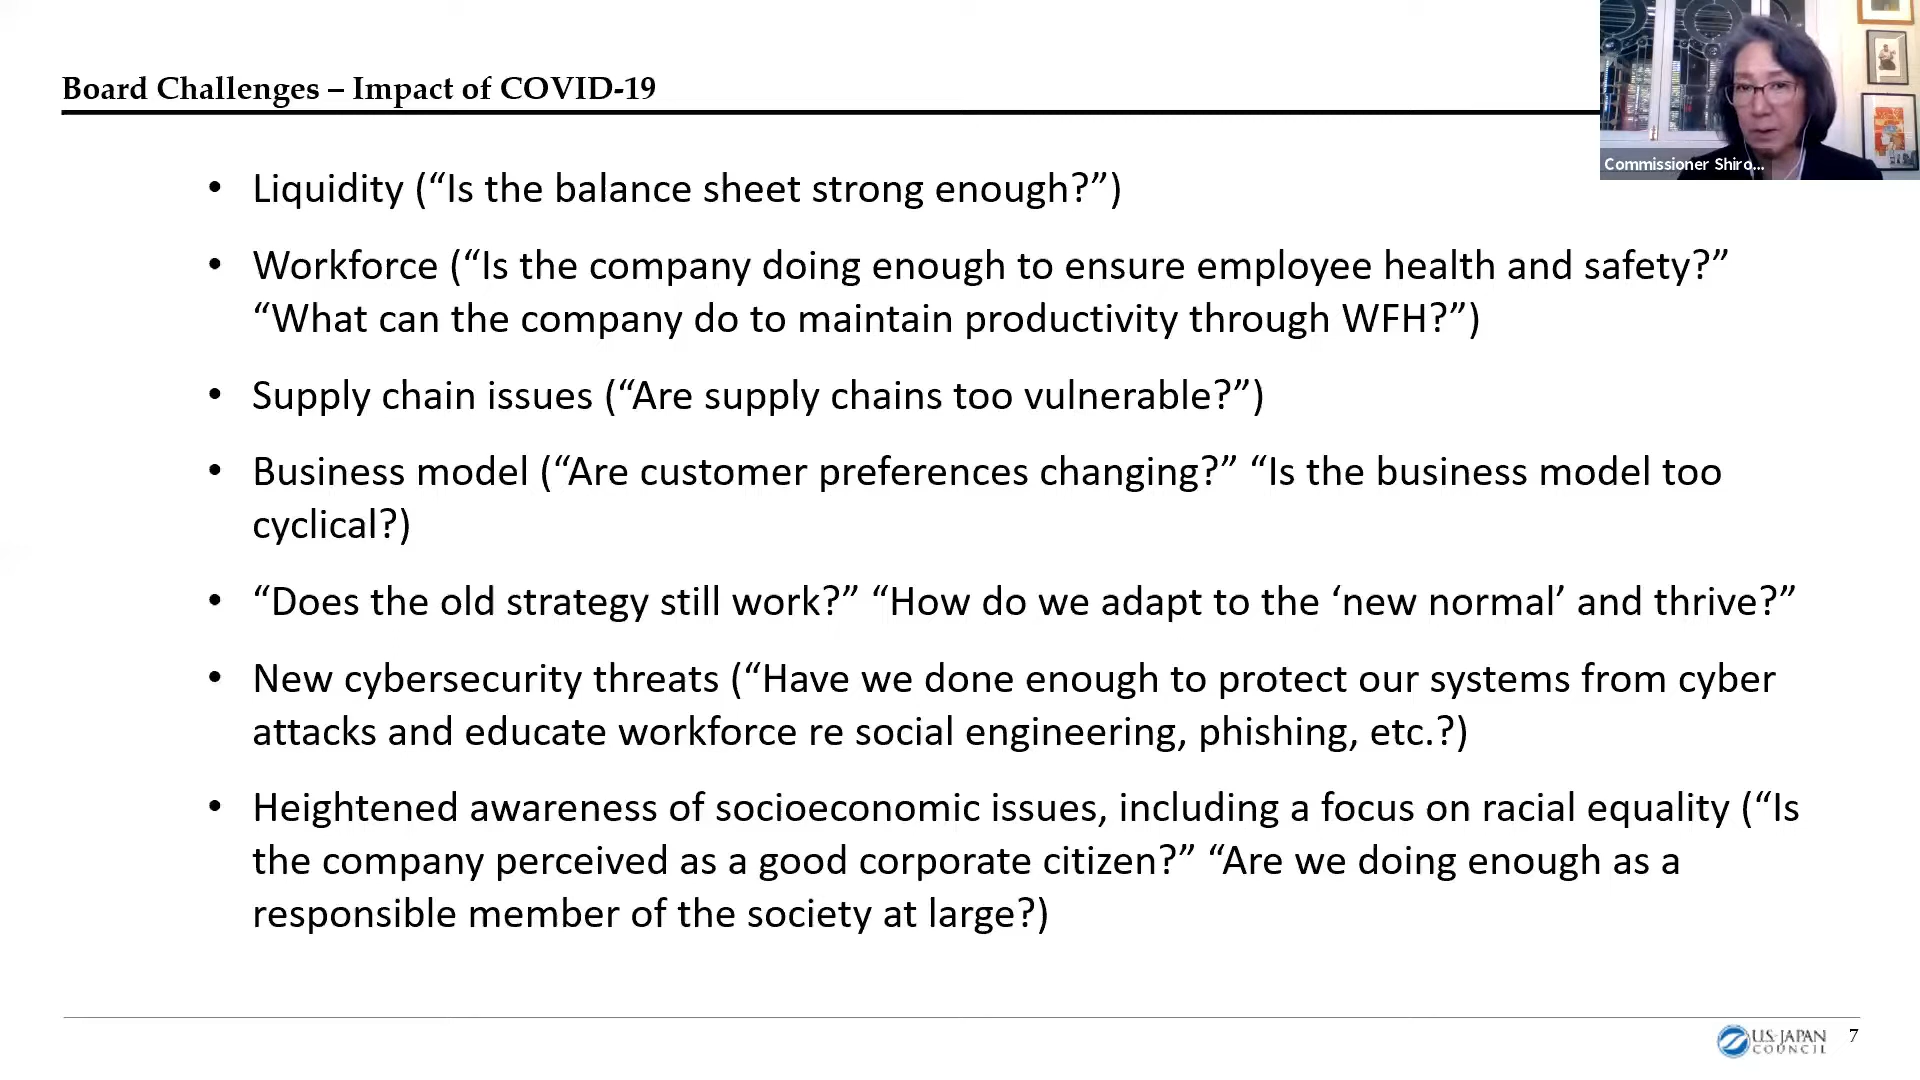 Board Challenges – Impact of COVID-19
Commissioner Shiro...
• Liquidity (“Is the balance sheet strong enough?”)
• Workforce (“Is the company doing enough to ensure employee health and safety?”
“What can the company do to maintain productivity through WFH?”)
• Supply chain issues (“Are supply chains too vulnerable?”)
• Business model (“Are customer preferences changing?” “Is the business model too
cyclical?)
• “Does the old strategy still work?” “How do we adapt to the ‘new normal’ and thrive?”
• New cybersecurity threats (“Have we done enough to protect our systems from cyber
attacks and educate workforce re social engineering, phishing, etc.?)
• Heightened awareness of socioeconomic issues, including a focus on racial equality (“Is
the company perceived as a good corporate citizen?” “Are we doing enough as a
responsible member of the society at large?)
U.S.-JAPAN
COUNCIL
7